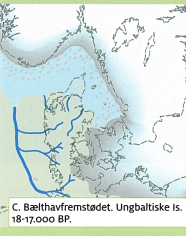 C. Bælthavfremstødet. Ungbaltiske Is.
18-17.000 BP.